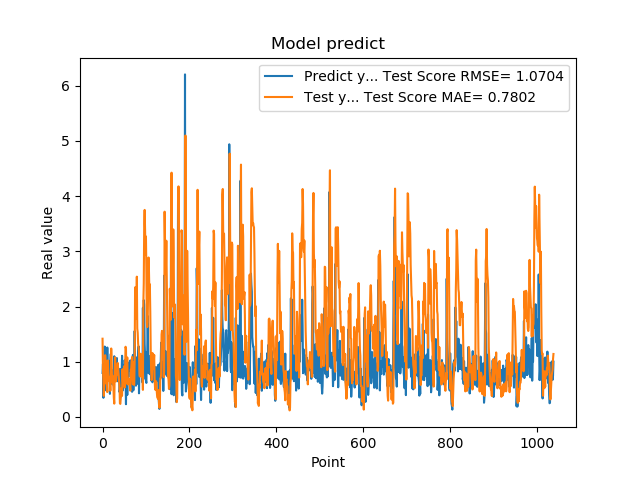 Model predict
Predict y... Test Score RMSE= 1.0704
Test y... Test Score MAE= 0.7802
Real value
6
5
4
3
2
1
0
0 200 400 600 800 1000
Point